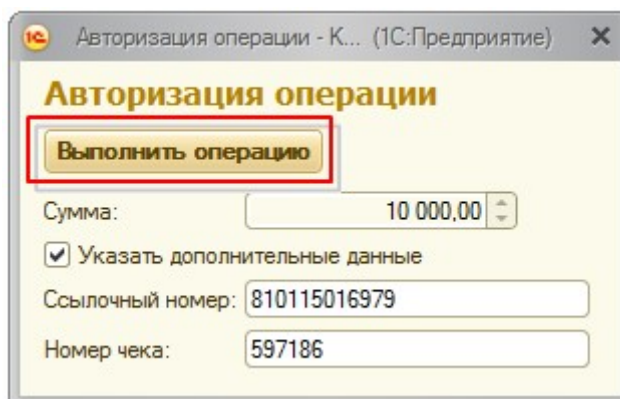 1С Авторизация операции - К... (1С:Предприятие)
Авторизация операции
Выполнить операцию
Сумма: 10 000,00
Указать дополнительные данные
Ссылочный номер: 810115016979
Номер чека: 597186